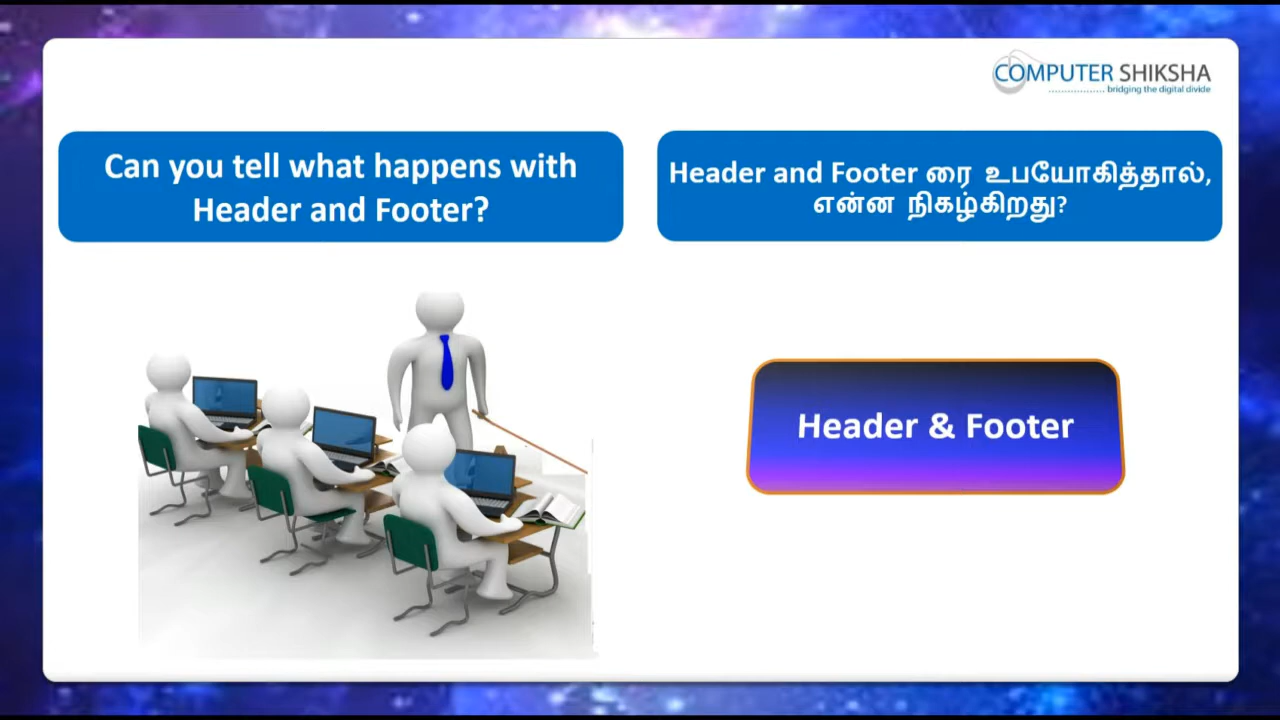 COMPUTER SHIKSHA
bridging the digital divide
Can you tell what happens with
Header and Footer?
Header and Footer ரை உபயோகித்தால்,
என்ன நிகழ்கிறது?
Header & Footer